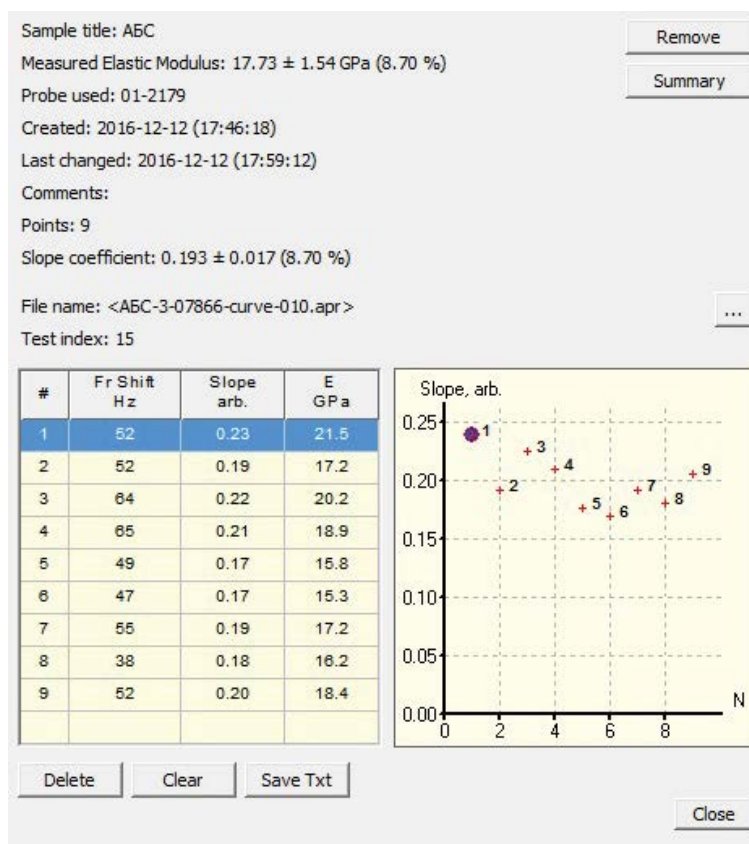 Sample title: АБС
Remove
Measured Elastic Modulus: 17.73 ± 1.54 GPa (8.70 %)
Summary
Probe used: 01-2179
Created: 2016-12-12 (17:46:18)
Last changed: 2016-12-12 (17:59:12)
Comments:
Points: 9
Slope coefficient: 0.193 ± 0.017 (8.70 %)
File name: <АБС-3-07866-curve-010.apr>
...
Test index: 15
# Fr Shift Hz Slope arb. E GPa
1 52 0.23 21.5
2 52 0.19 17.2
3 64 0.22 20.2
4 65 0.21 18.9
5 49 0.17 15.8
6 47 0.17 15.3
7 55 0.19 17.2
8 38 0.18 16.2
9 52 0.20 18.4
Slope, arb.
0.25
0.20
0.15
0.10
0.05
0.00
1
2
3
4
5
6
7
8
9
N
0 2 4 6 8
Delete Clear Save Txt
Close